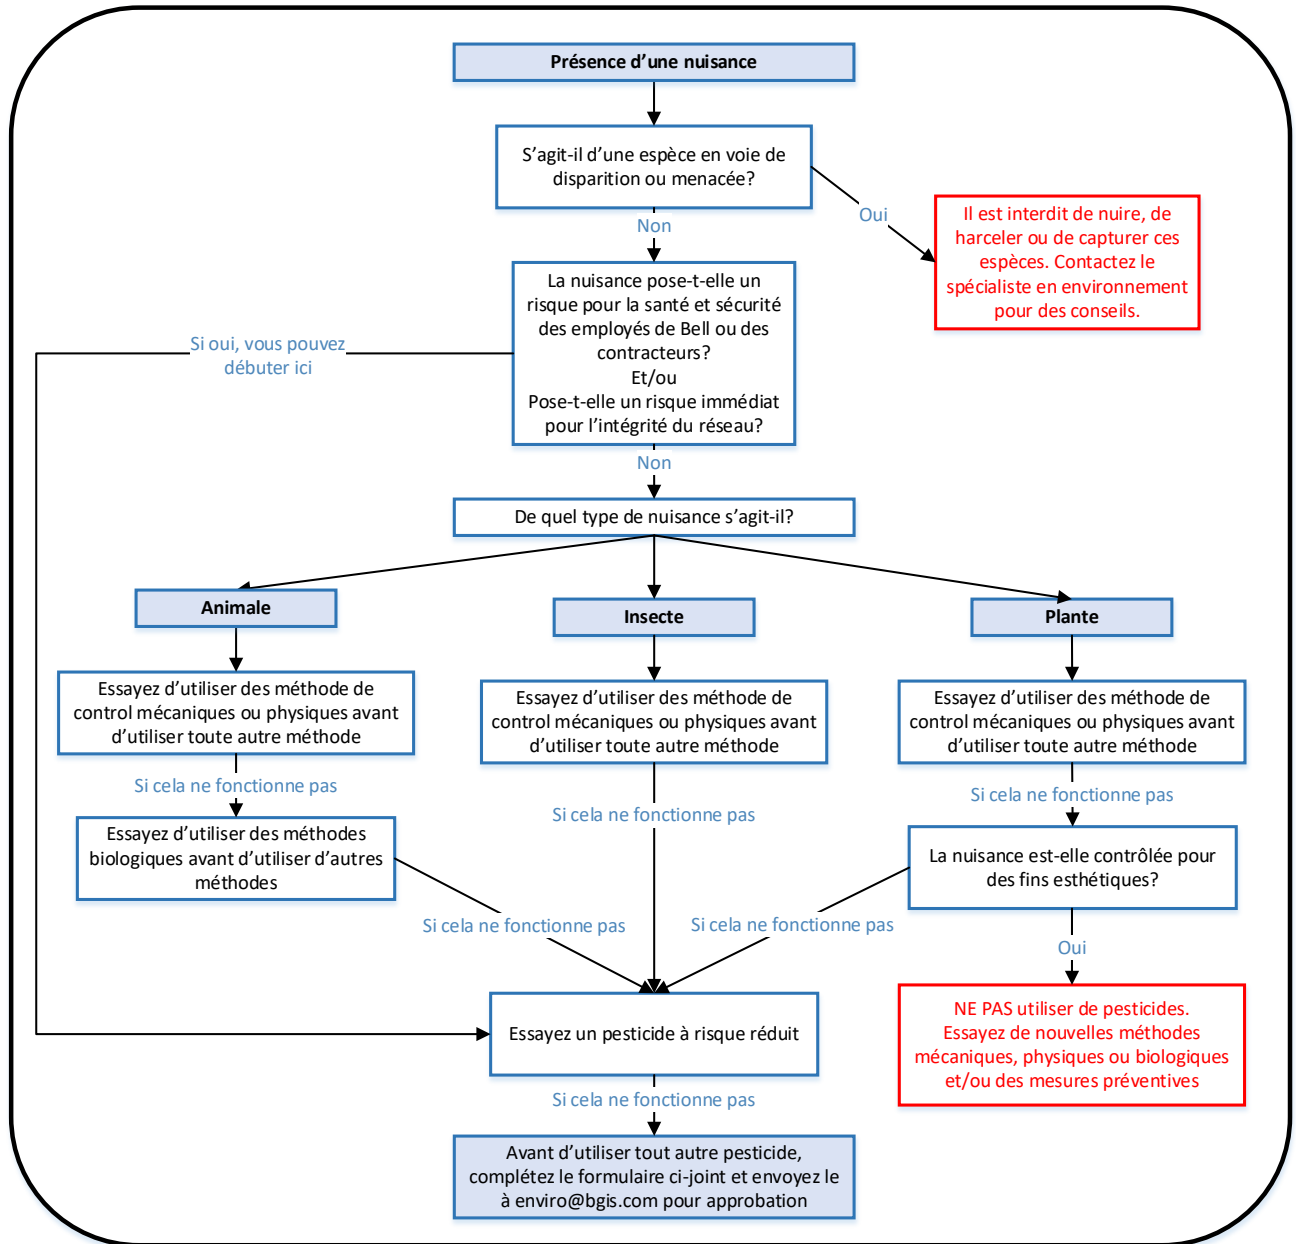 Présence d'une nuisance
S'agit-il d'une espèce en voie de
disparition ou menacée?
Oui
Il est interdit de nuire, de
harceler ou de capturer ces
espèces. Contactez le
spécialiste en environnement
pour des conseils.
Non
La nuisance pose-t-elle un
risque pour la santé et sécurité
des employés de Bell ou des
contracteurs?
Et/ou
Pose-t-elle un risque immédiat
pour l'intégrité du réseau?
Si oui, vous pouvez
débuter ici
Non
De quel type de nuisance s'agit-il?
Animale
Insecte
Plante
Essayez d'utiliser des méthode de
control mécaniques ou physiques avant
d'utiliser toute autre méthode
Essayez d'utiliser des méthode de
control mécaniques ou physiques avant
d'utiliser toute autre méthode
Essayez d'utiliser des méthode de
control mécaniques ou physiques avant
d'utiliser toute autre méthode
Si cela ne fonctionne pas
Si cela ne fonctionne pas
Si cela ne fonctionne pas
Essayez d'utiliser des méthodes
biologiques avant d'utiliser d'autres
méthodes
La nuisance est-elle contrôlée pour
des fins esthétiques?
Si cela ne fonctionne pas
Si cela ne fonctionne pas
Oui
Essayez un pesticide à risque réduit
NE PAS utiliser de pesticides.
Essayez de nouvelles méthodes
mécaniques, physiques ou biologiques
et/ou des mesures préventives
Si cela ne fonctionne pas
Avant d'utiliser tout autre pesticide,
complétez le formulaire ci-joint et envoyez le
à enviro@bgis.com pour approbation